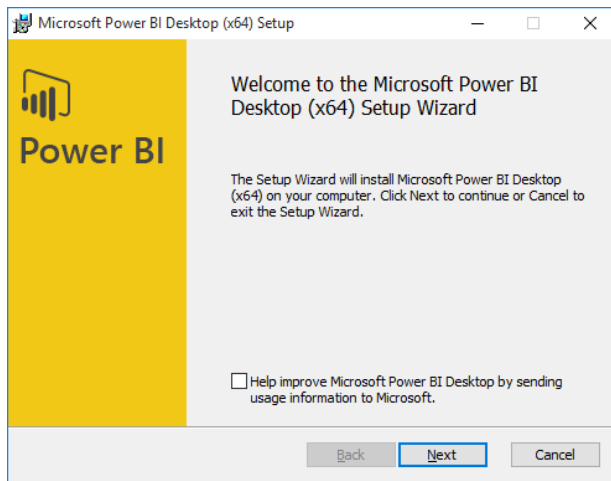 Microsoft Power BI Desktop (x64) Setup
Power BI
Welcome to the Microsoft Power BI
Desktop (x64) Setup Wizard
The Setup Wizard will install Microsoft Power BI Desktop
(x64) on your computer. Click Next to continue or Cancel to
exit the Setup Wizard.
Help improve Microsoft Power BI Desktop by sending
usage information to Microsoft.
Back
Next
Cancel